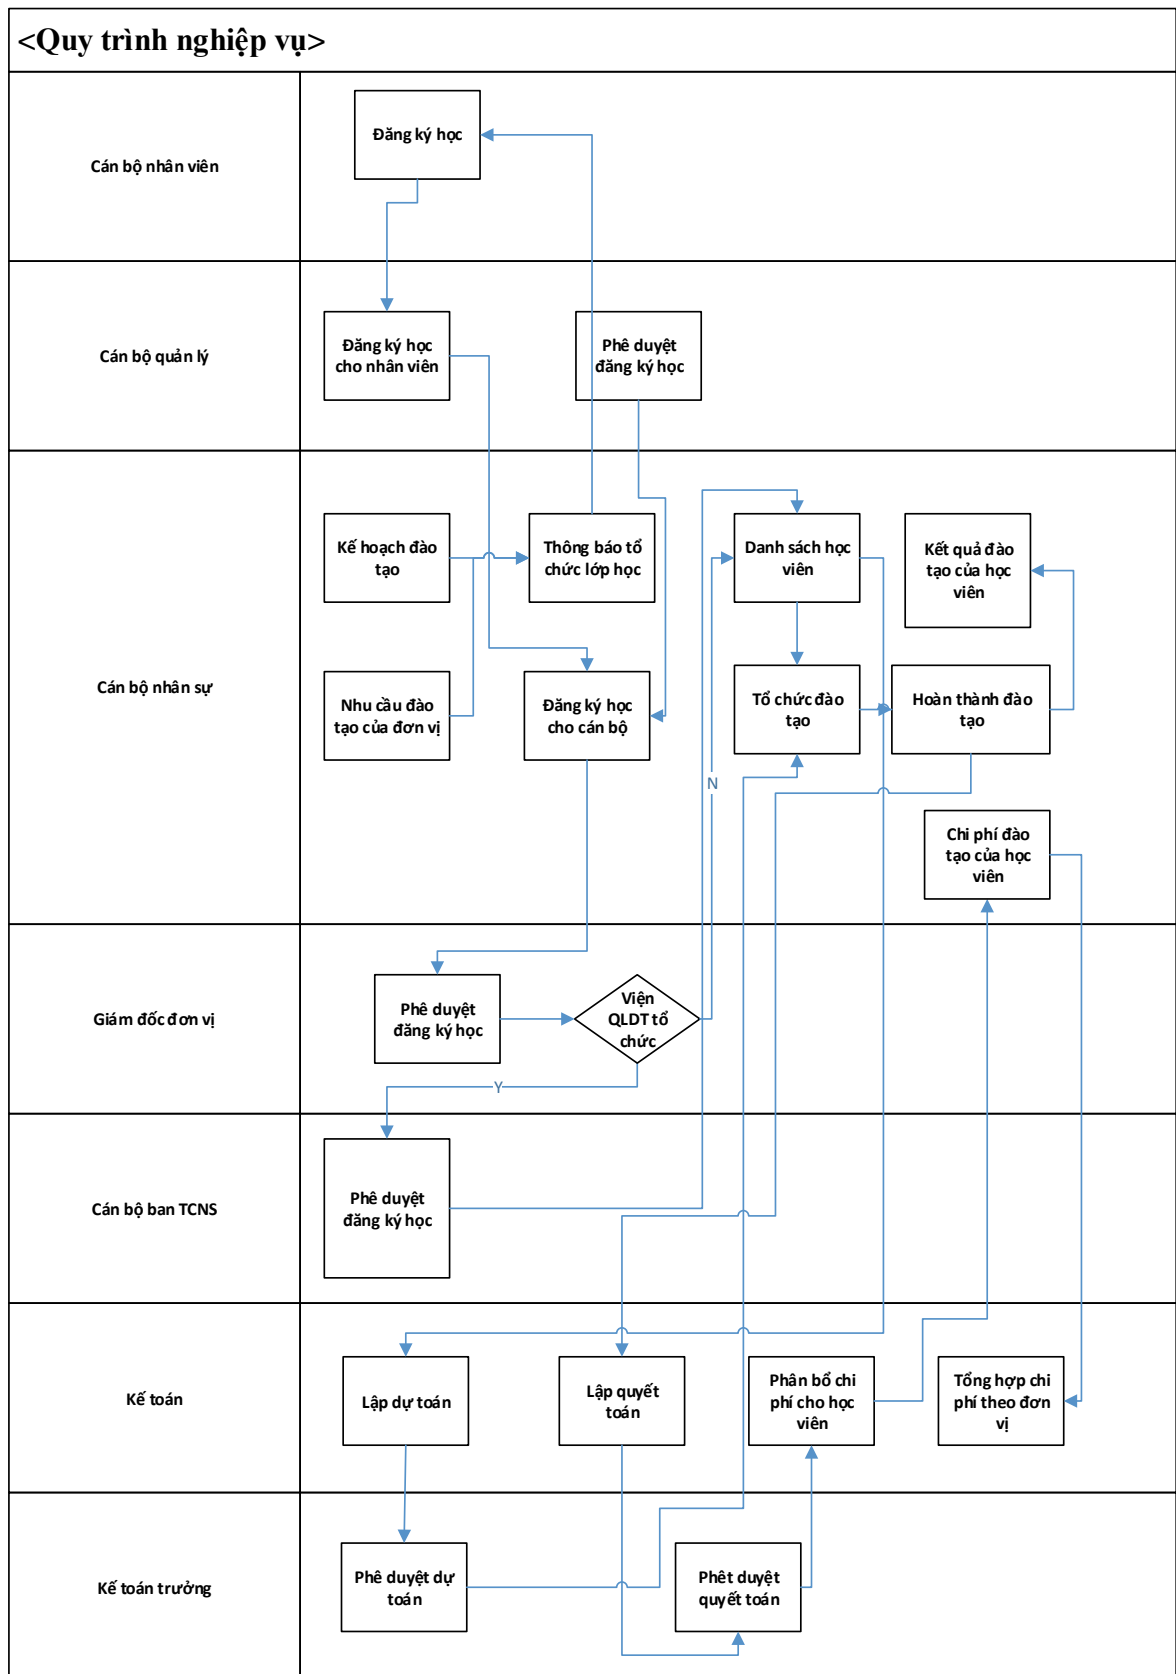 <Quy trình nghiệp vụ>
Cán bộ nhân viên
Đăng ký học
Cán bộ quản lý
Đăng ký học
cho nhân viên
Phê duyệt
đăng ký học
Cán bộ nhân sự
Kế hoạch đào
tạo
Thông báo tổ
chức lớp học
Danh sách học
viên
Kết quả đào
tạo của học
viên
Nhu cầu đào
tạo của đơn vị
Đăng ký học
cho cán bộ
Tổ chức đào
tạo
Hoàn thành đào
tạo
N
Chi phí đào
tạo của học
viên
Giám đốc đơn vị
Phê duyệt
đăng ký học
Viện
QLDT tổ
chức
Y
Cán bộ ban TCNS
Phê duyệt
đăng ký học
Kế toán
Lập dự toán
Lập quyết
toán
Phân bổ chi
phí cho học
viên
Tổng hợp chi
phí theo đơn
vị
Kế toán trưởng
Phê duyệt dự
toán
Phêt duyệt
quyết toán